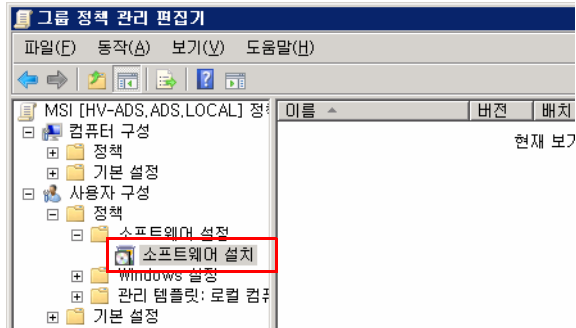 그룹 정책 관리 편집기
파일(F) 동작(A) 보기(V) 도움말(H)
MSI [HV-ADS.ADS.LOCAL] 정책
이름 버전 배치
현재 보기
컴퓨터 구성
정책
기본 설정
사용자 구성
정책
소프트웨어 설정
소프트웨어 설치
Windows 설정
관리 템플릿: 로컬 컴퓨
기본 설정